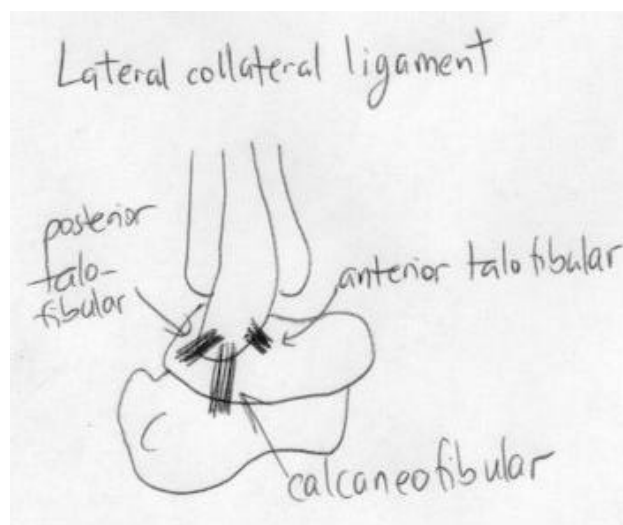 Lateral collateral ligament
posterior
talo-
fibular
anterior talofibular
calcaneofibular